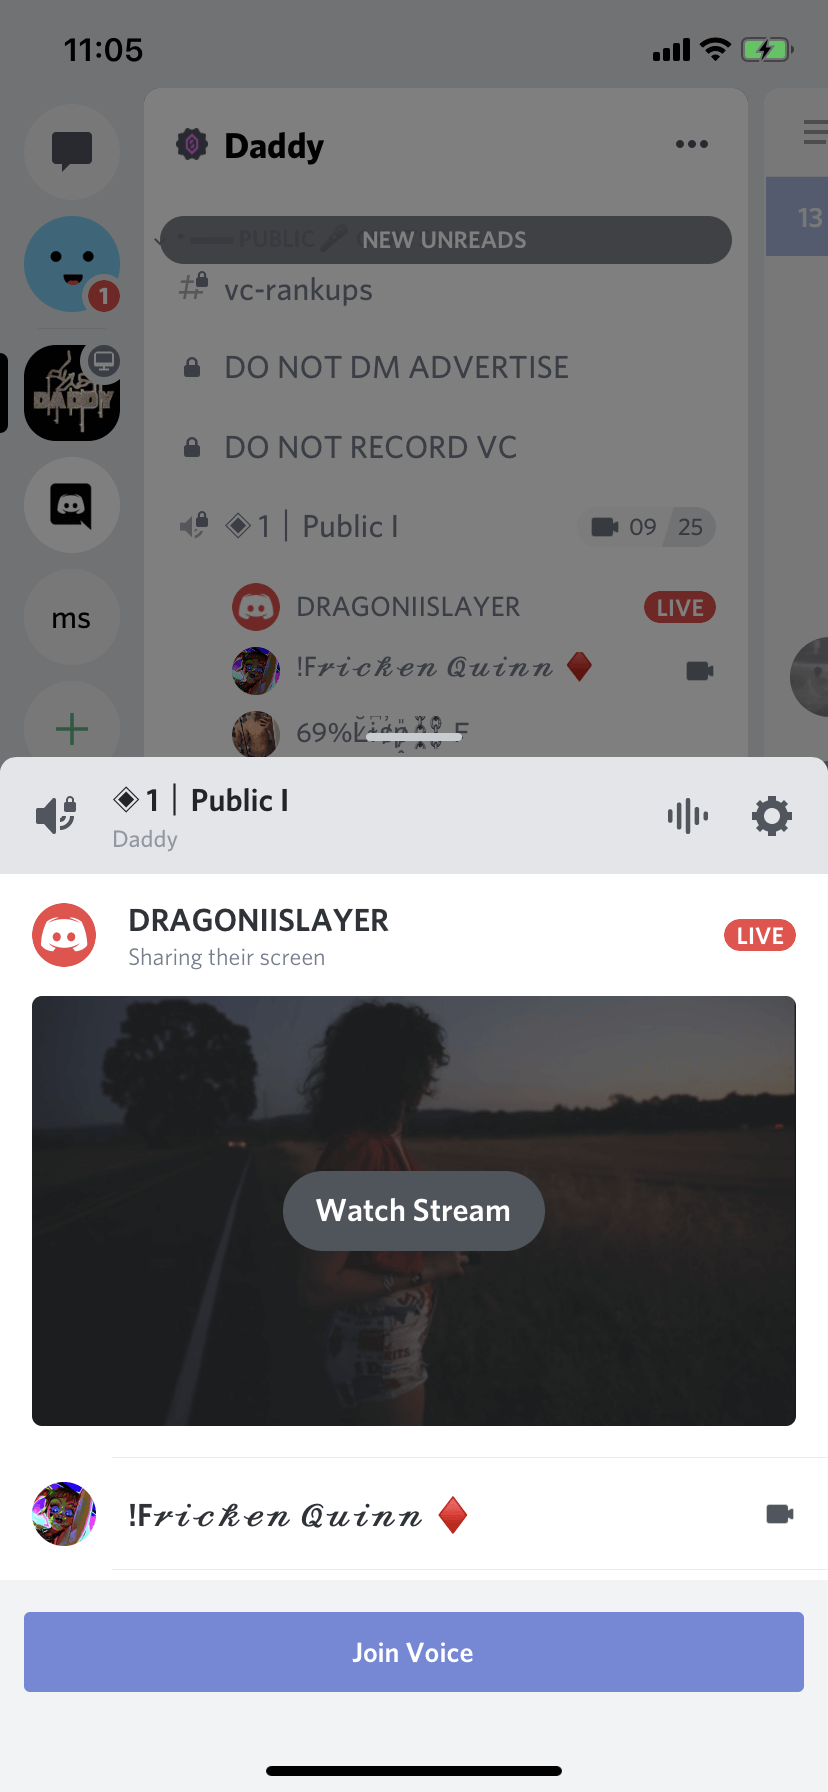 11:05
Daddy
PUBLIC
NEW UNREADS
13
1
vc-rankups
DO NOT DM ADVERTISE
DADDY
DO NOT RECORD VC
◈ 1 | Public I
09 25
DRAGONIISLAYER
LIVE
ms
!F𝓻𝓲𝓬𝓴𝓮𝓷 𝓠𝓾𝓲𝓷𝓷 ♦️
69%
◈ 1 | Public I
Daddy
DRAGONIISLAYER
Sharing their screen
LIVE
Watch Stream
!F𝓻𝓲𝓬𝓴𝓮𝓷 𝓠𝓾𝓲𝓷𝓷 ♦️
Join Voice